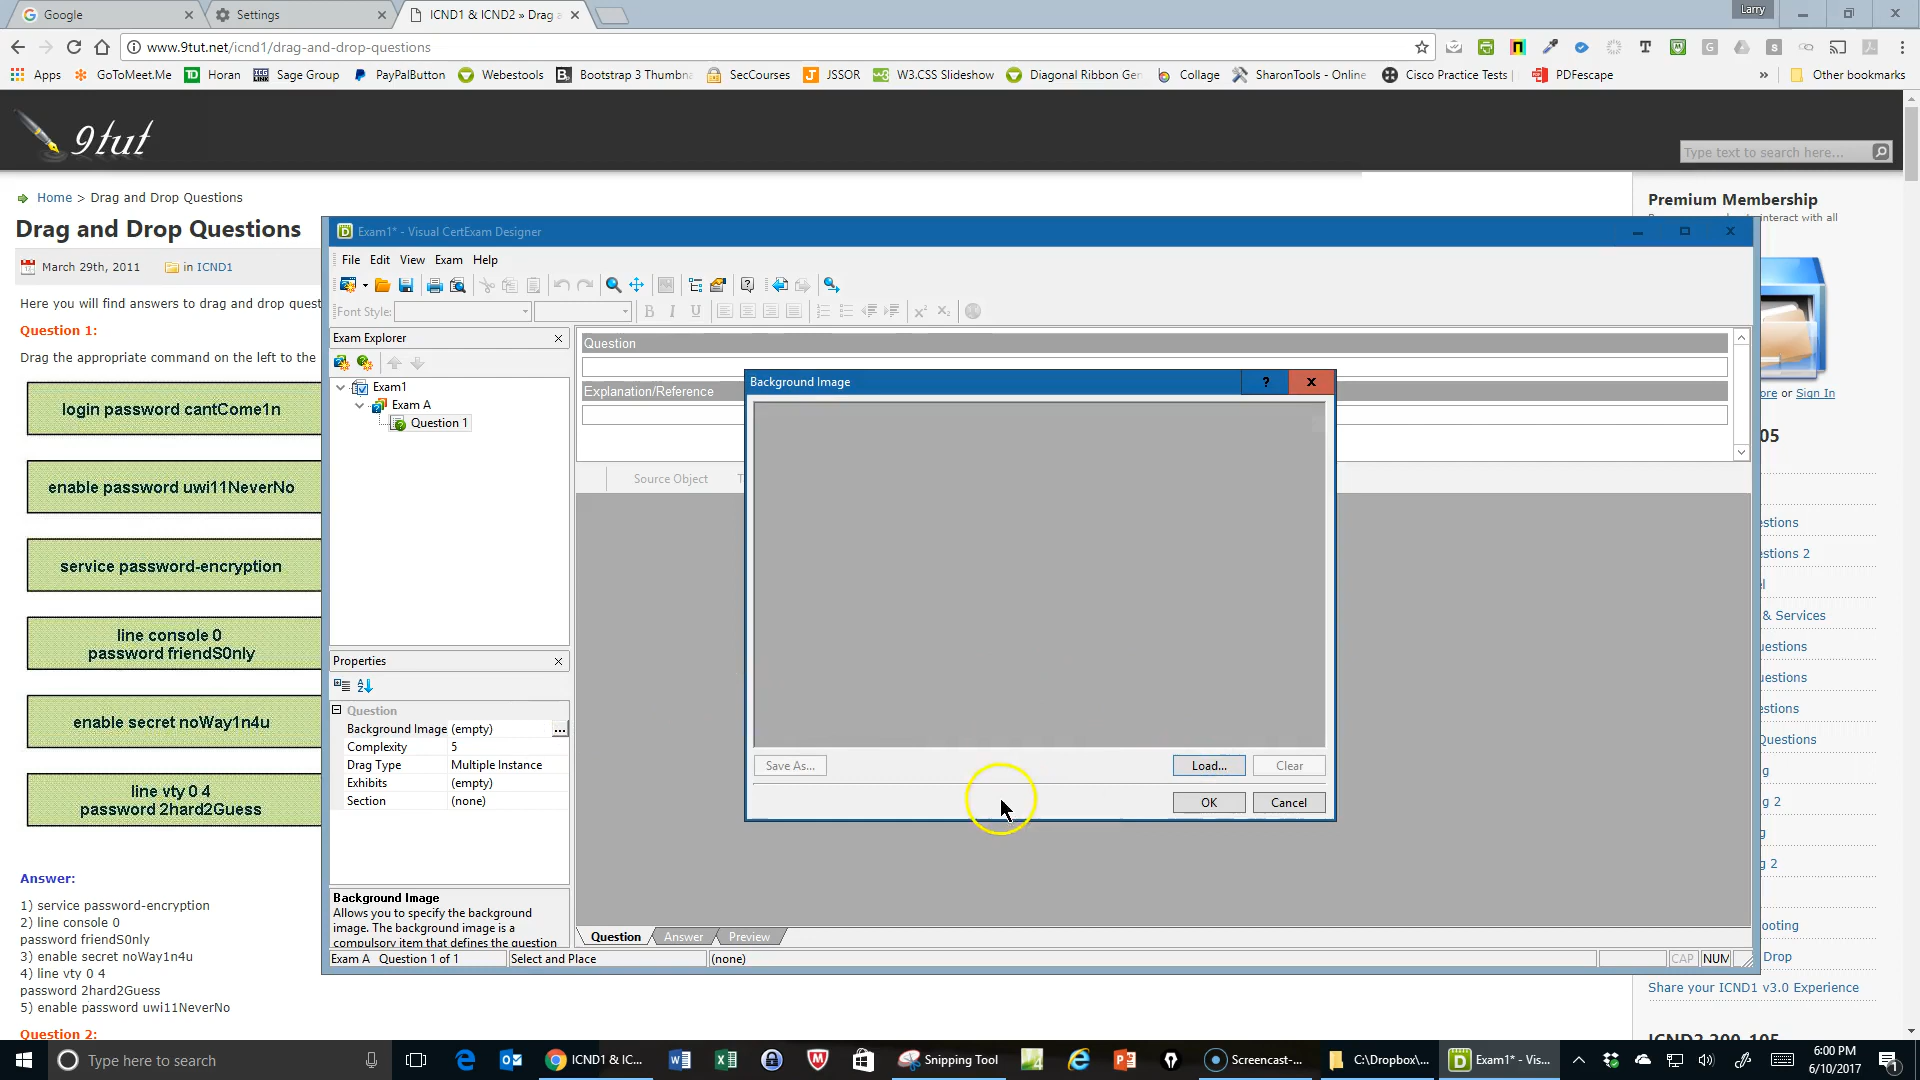 Google
Settings
ICND1 & ICND2 » Drag a
Larry
www.9tut.net/icnd1/drag-and-drop-questions
Apps
GoToMeet.Me
Horan
Sage Group
PayPalButton
Webestools
Bootstrap 3 Thumbna
SecCourses
JSSOR
W3.CSS Slideshow
Diagonal Ribbon Gen
Collage
SharonTools - Online
Cisco Practice Tests
PDFescape
»
Other bookmarks
9tut
Type text to search here...
Home > Drag and Drop Questions
Drag and Drop Questions
March 29th, 2011
in ICND1
Here you will find answers to drag and drop quest
Question 1:
Drag the appropriate command on the left to the
login password cantCome1n
enable password uwi11NeverNo
service password-encryption
line console 0
password friendS0nly
enable secret noWay1n4u
line vty 0 4
password 2hard2Guess
Answer:
1) service password-encryption
2) line console 0
password friendS0nly
3) enable secret noWay1n4u
4) line vty 0 4
password 2hard2Guess
5) enable password uwi11NeverNo
Question 2:
Exam1* - Visual CertExam Designer
File Edit View Exam Help
Font Style:
Exam Explorer
Exam1
Exam A
Question 1
Properties
Question
Background Image (empty)
Complexity 5
Drag Type Multiple Instance
Exhibits (empty)
Section (none)
Background Image
Allows you to specify the background
image. The background image is a
compulsory item that defines the question
Question
Explanation/Reference
Source Object
Background Image
Save As...
Load...
Clear
OK
Cancel
Question
Answer
Preview
Exam A Question 1 of 1
Select and Place
(none)
CAP
NUM
Premium Membership
nteract with all
ore or Sign In
05
stions
estions 2
el
& Services
uestions
estions
stions
Questions
g
g 2
g
g 2
ooting
Drop
Share your ICND1 v3.0 Experience
ICND2 200-105
Type here to search
ICND1 & IC...
Snipping Tool
Screencast-...
C:\Dropbox\...
Exam1* - Vis...
6:00 PM
6/10/2017